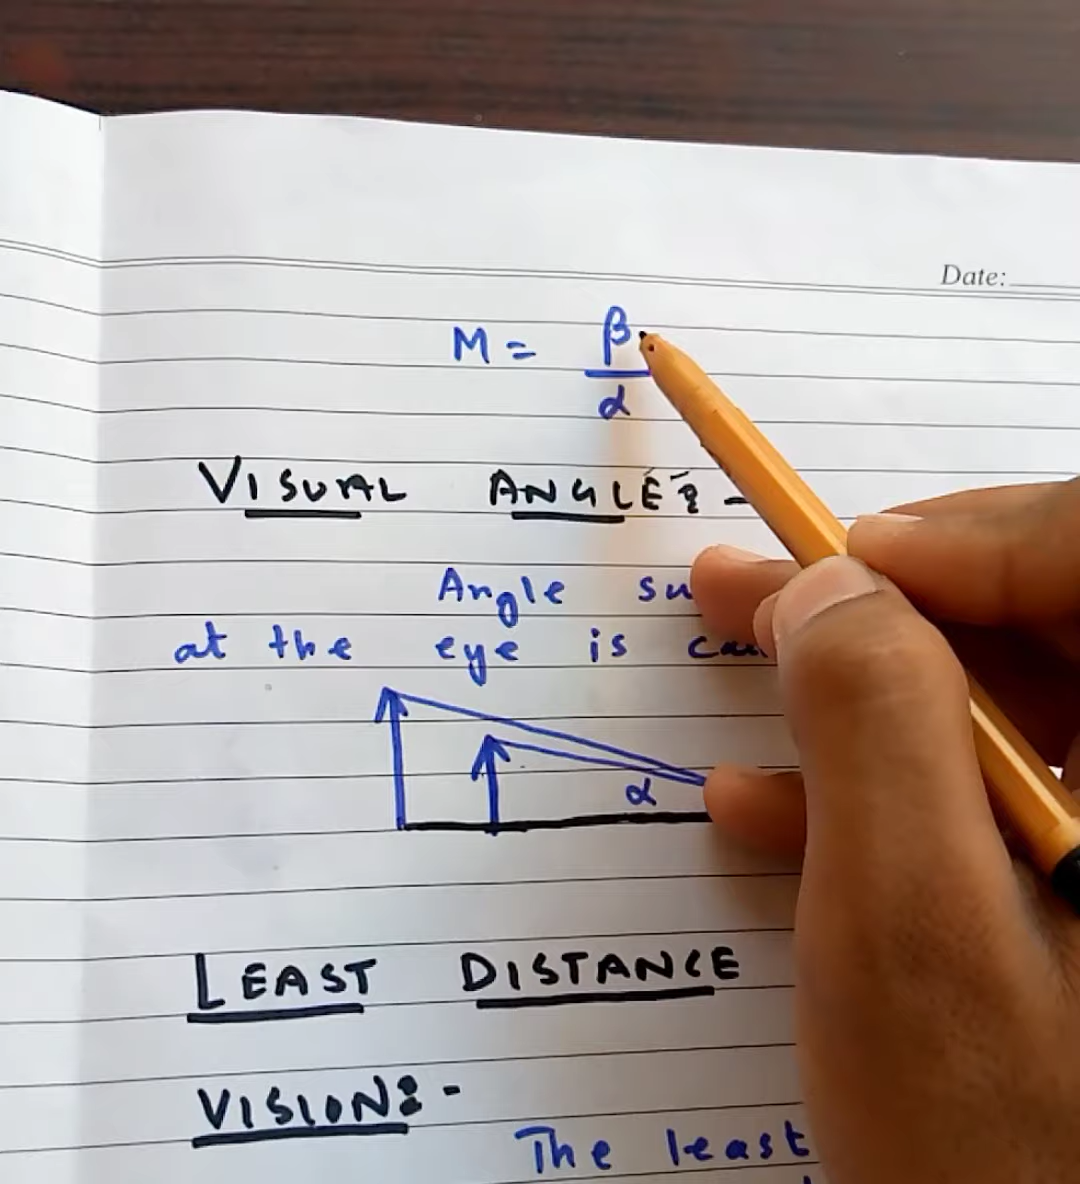 Date:
M = β
α
VISUAL ANGLE: -
Angle
at the eye is
α
LEAST DISTANCE
VISION: -
The least